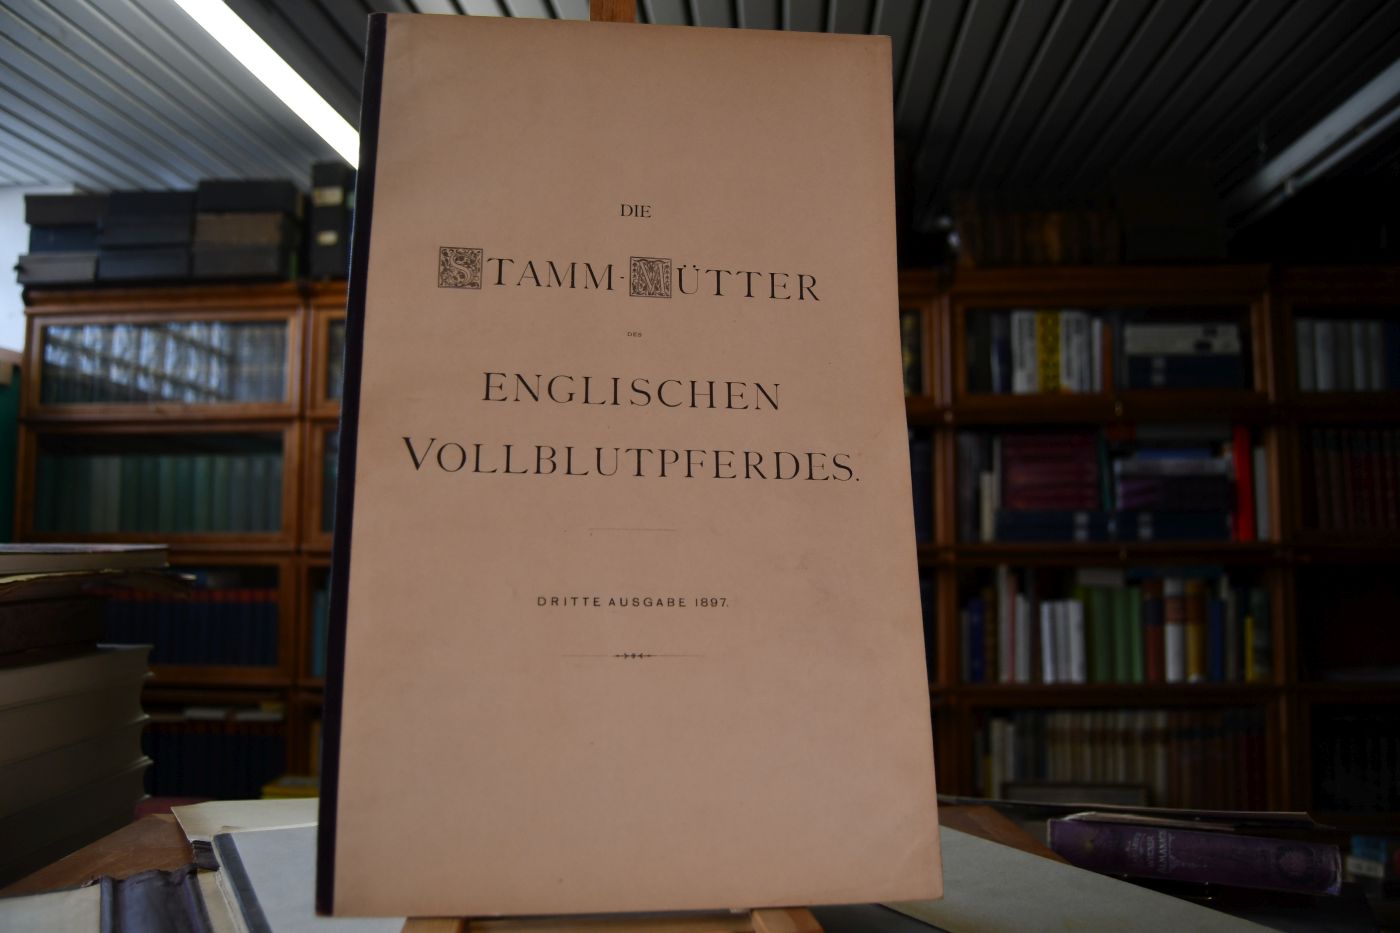 DIE
STAMM-MÜTTER
DES
ENGLISCHEN
VOLLBLUTPFERDES.
DRITTE AUSGABE 1897.